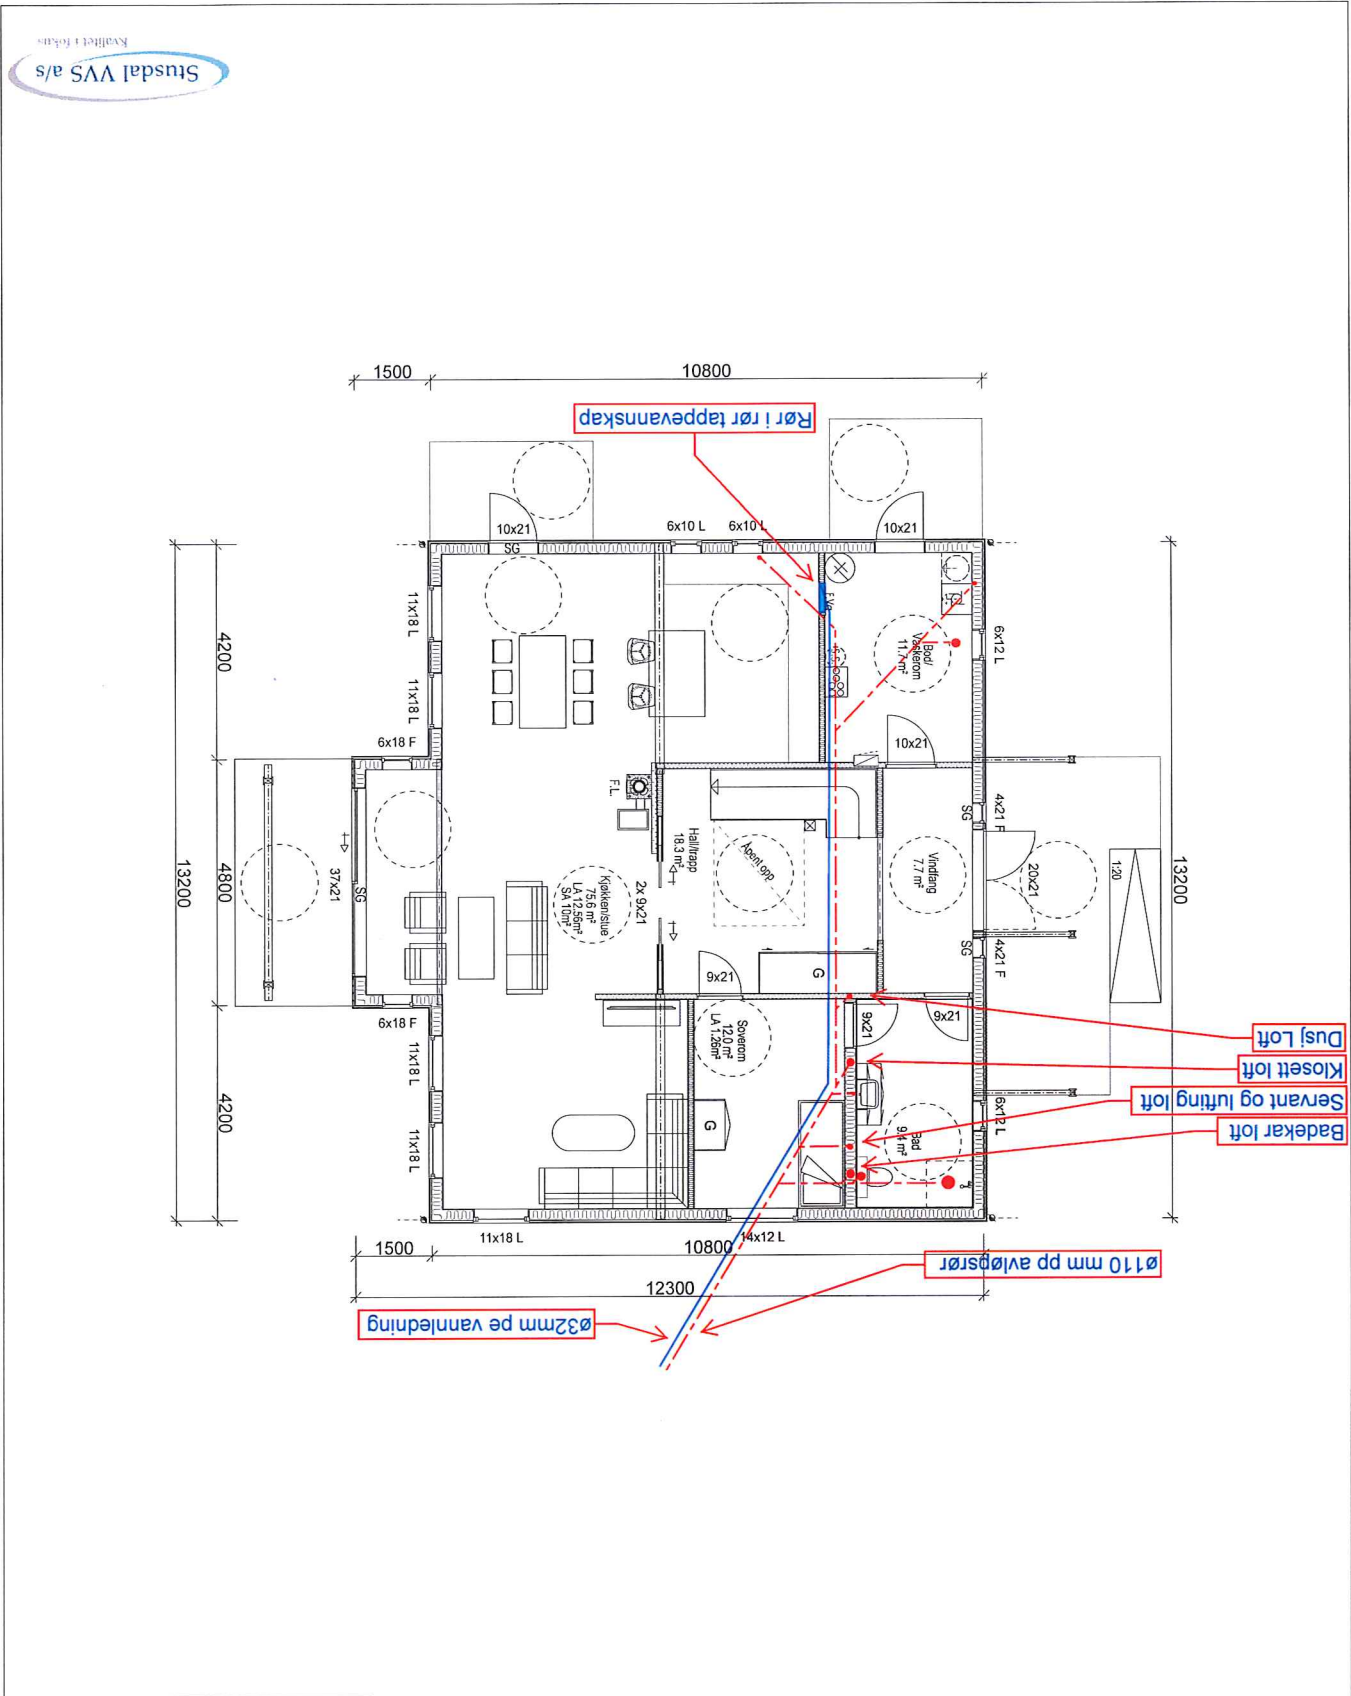 Stusdal VVS a/s
Kvalitet i fokus
1500
10800
Rør i rør tappevannskap
10x21
SG
6x10 L
6x10 L
10x21
13200
4200
4800
4200
11x18 L
11x18 L
6x18 F
F.V.
Bod/
Vaskerom
11.7 m²
6x12 L
10x21
F.L.
Hall/trapp
18.3 m²
Åpent opp
Vindfang
7.7 m²
SG
4x21 F
20x21
1:20
13200
37x21
SG
Kjøkken/stue
75.6 m²
LA 12.56m²
SA 10m²
2x 9x21
G
SG
4x21 F
9x21
9x21
9x21
6x18 F
11x18 L
11x18 L
Soverom
12.0 m²
LA 1.26m²
G
Bad
9.4 m²
6x12 L
Dusj Loft
Klosett loft
Servant og lufting loft
Badekar loft
11x18 L
14x12 L
1500
10800
12300
ø110 mm pp avløpsrør
ø32mm pe vannledning